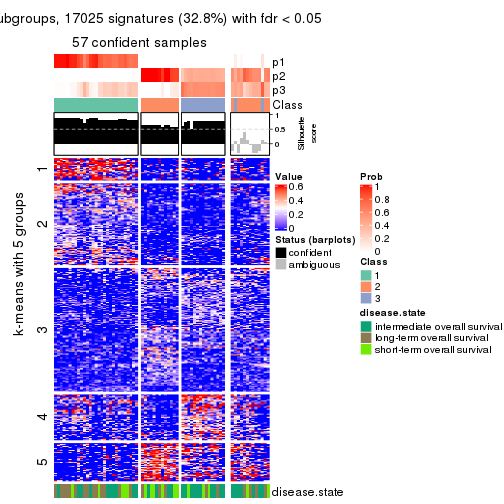 ubgroups, 17025 signatures (32.8%) with fdr < 0.05
57 confident samples
p1
p2
p3
Class
1
0.5
0
Silhouette
score
k-means with 5 groups
1
2
3
4
5
disease.state
Value
0.6
0.4
0.2
0
Status (barplots)
confident
ambiguous
Prob
1
0.8
0.6
0.4
0.2
0
Class
1
2
3
disease.state
intermediate overall survival
long-term overall survival
short-term overall survival